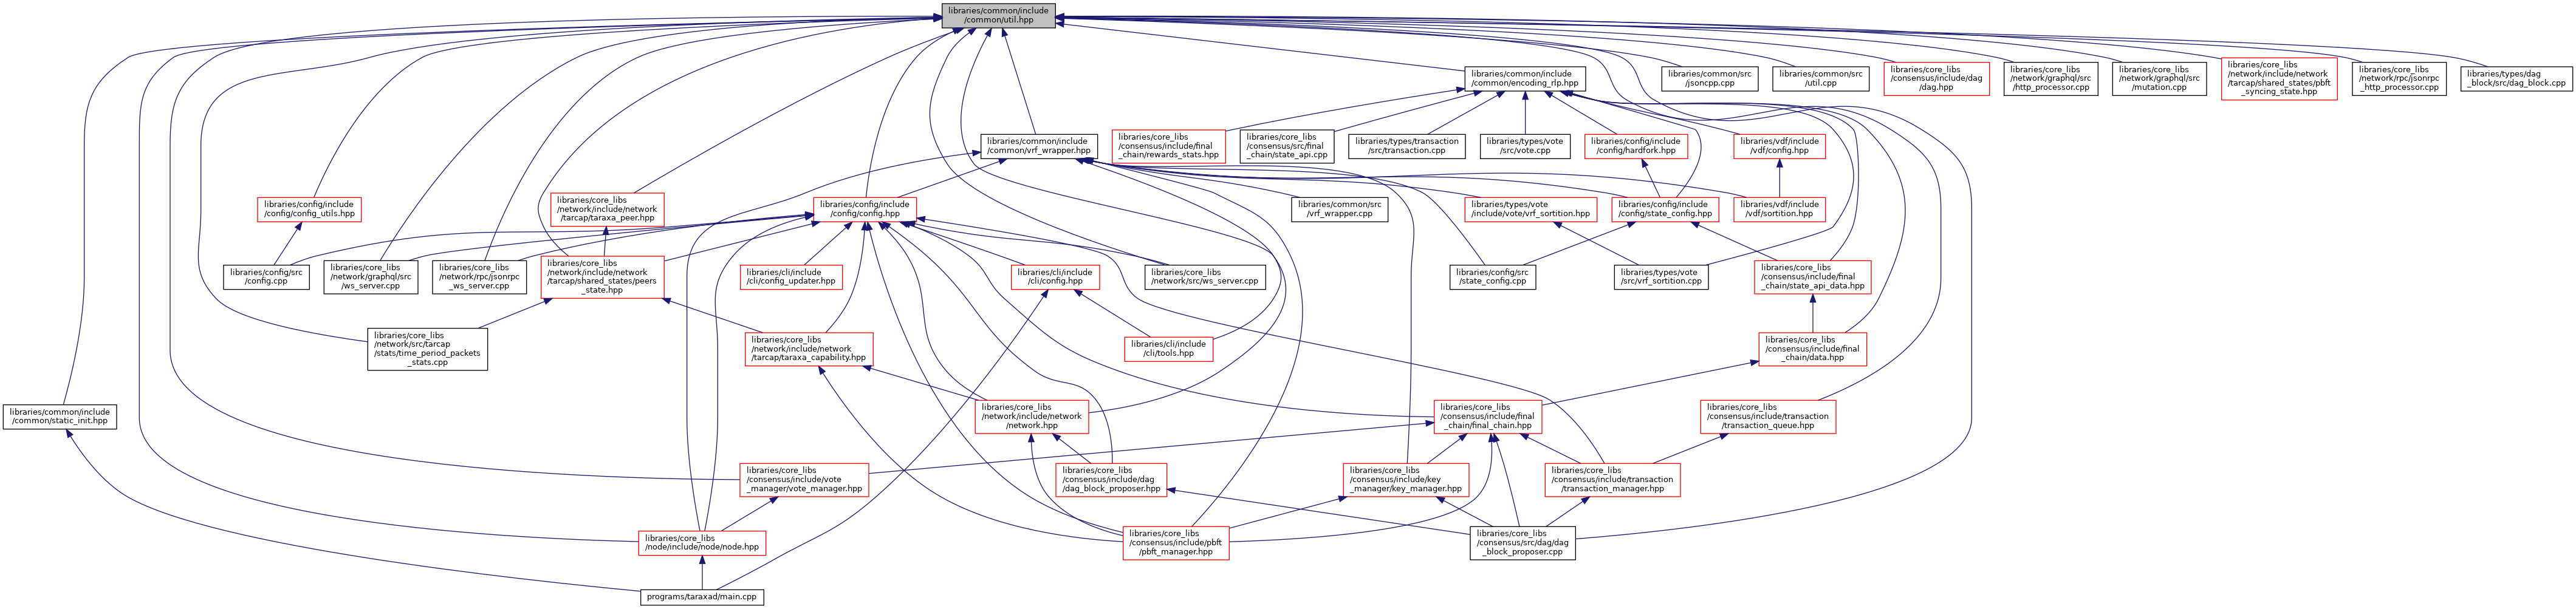 libraries/common/include
/common/util.hpp
libraries/common/include
/common/encoding_rlp.hpp
libraries/common/src
/jsoncpp.cpp
libraries/common/src
/util.cpp
libraries/core_libs
/consensus/include/dag
/dag.hpp
libraries/core_libs
/network/graphql/src
/http_processor.cpp
libraries/core_libs
/network/graphql/src
/mutation.cpp
libraries/core_libs
/network/include/network
/tarcap/shared_states/pbft
_syncing_state.hpp
libraries/core_libs
/network/rpc/jsonrpc
_http_processor.cpp
libraries/types/dag
_block/src/dag_block.cpp
libraries/common/include
/common/vrf_wrapper.hpp
libraries/core_libs
/consensus/include/final
_chain/rewards_stats.hpp
libraries/core_libs
/consensus/src/final
_chain/state_api.cpp
libraries/types/transaction
/src/transaction.cpp
libraries/types/vote
/src/vote.cpp
libraries/config/include
/config/hardfork.hpp
libraries/vdf/include
/vdf/config.hpp
libraries/config/include
/config/config_utils.hpp
libraries/core_libs
/network/include/network
/tarcap/taraxa_peer.hpp
libraries/config/include
/config/config.hpp
libraries/common/src
/vrf_wrapper.cpp
libraries/types/vote
/include/vote/vrf_sortition.hpp
libraries/config/include
/config/state_config.hpp
libraries/vdf/include
/vdf/sortition.hpp
libraries/config/src
/config.cpp
libraries/core_libs
/network/graphql/src
/ws_server.cpp
libraries/core_libs
/network/rpc/jsonrpc
_ws_server.cpp
libraries/core_libs
/network/include/network
/tarcap/shared_states/peers
_state.hpp
libraries/cli/include
/cli/config_updater.hpp
libraries/cli/include
/cli/config.hpp
libraries/core_libs
/network/src/ws_server.cpp
libraries/config/src
/state_config.cpp
libraries/types/vote
/src/vrf_sortition.cpp
libraries/core_libs
/consensus/include/final
_chain/state_api_data.hpp
libraries/core_libs
/network/src/tarcap
/stats/time_period_packets
_stats.cpp
libraries/core_libs
/network/include/network
/tarcap/taraxa_capability.hpp
libraries/cli/include
/cli/tools.hpp
libraries/core_libs
/consensus/include/final
_chain/data.hpp
libraries/common/include
/common/static_init.hpp
libraries/core_libs
/network/include/network
/network.hpp
libraries/core_libs
/consensus/include/final
_chain/final_chain.hpp
libraries/core_libs
/consensus/include/transaction
/transaction_queue.hpp
libraries/core_libs
/consensus/include/vote
_manager/vote_manager.hpp
libraries/core_libs
/consensus/include/dag
/dag_block_proposer.hpp
libraries/core_libs
/consensus/include/key
_manager/key_manager.hpp
libraries/core_libs
/consensus/include/transaction
/transaction_manager.hpp
libraries/core_libs
/node/include/node/node.hpp
libraries/core_libs
/consensus/include/pbft
/pbft_manager.hpp
libraries/core_libs
/consensus/src/dag/dag
_block_proposer.cpp
programs/taraxad/main.cpp